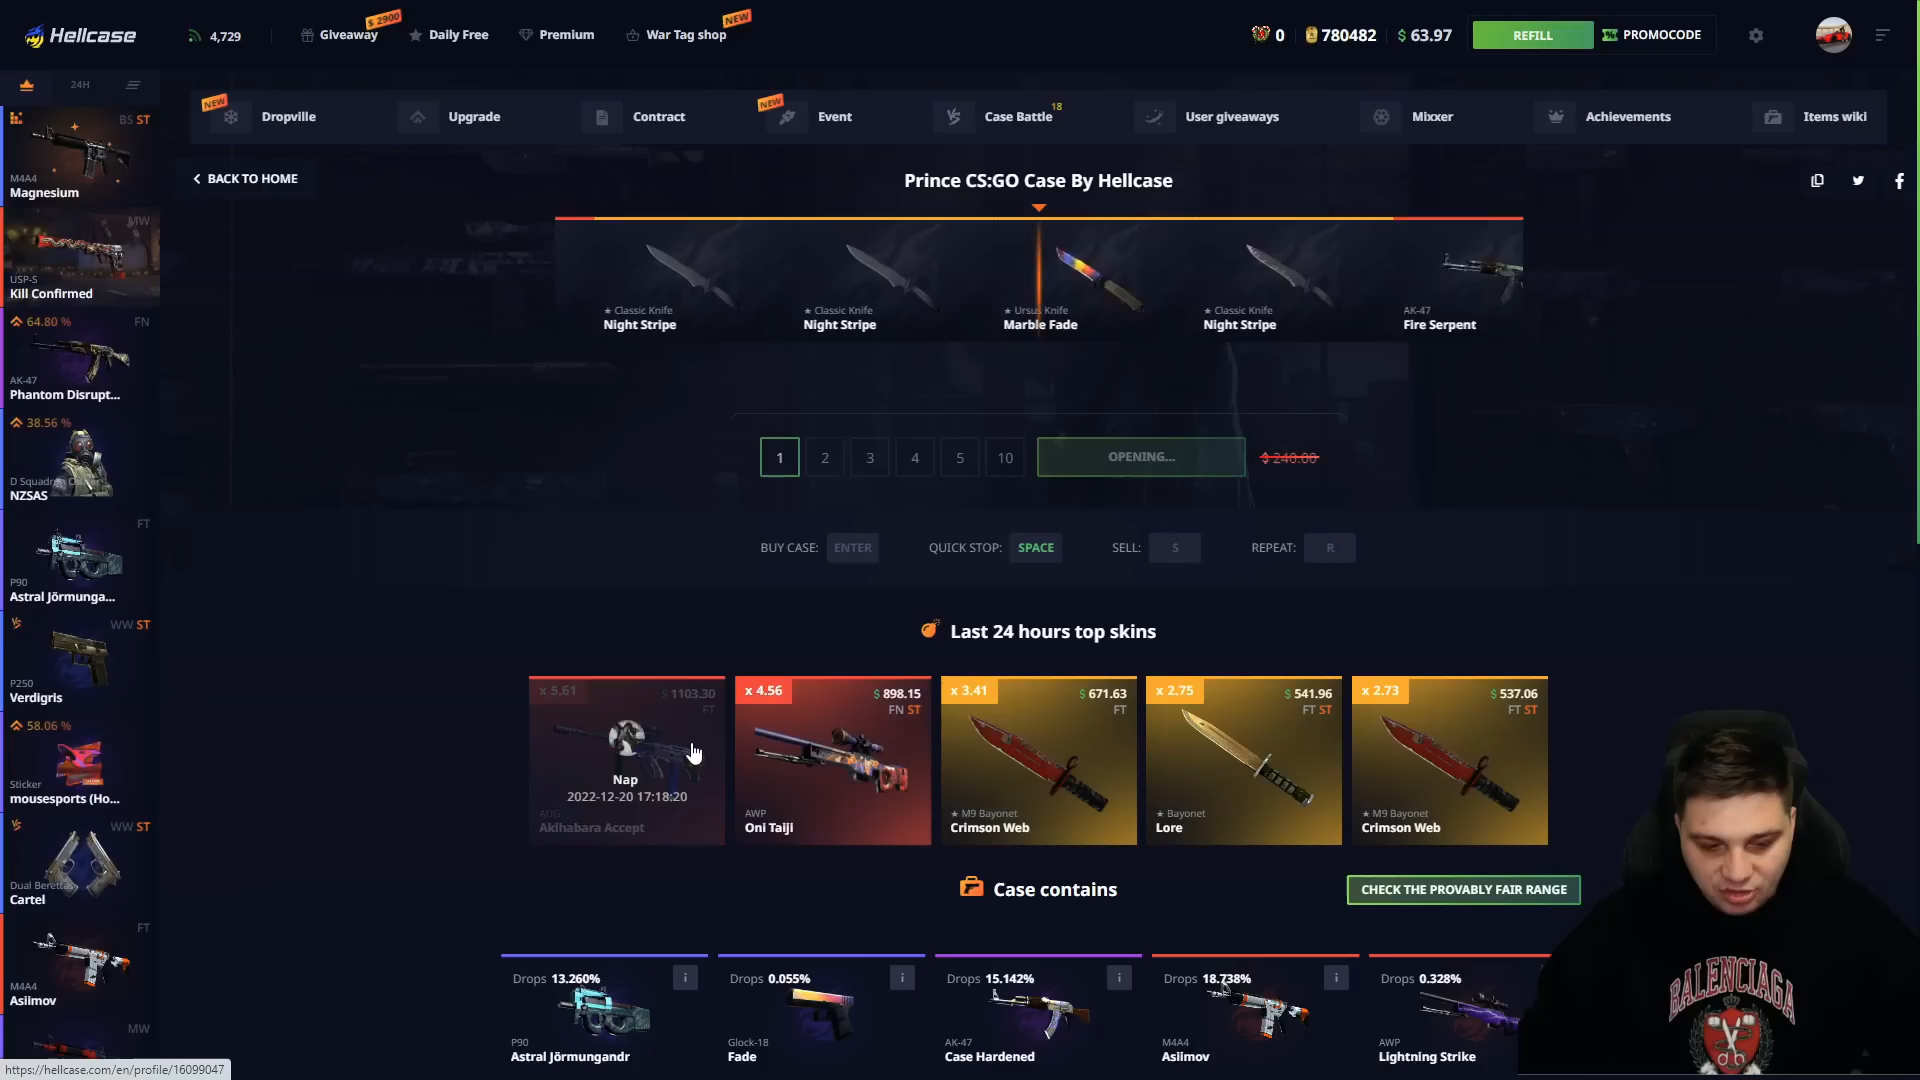 Hellcase
4,729
Giveaway
$ 2900
Daily Free
Premium
War Tag shop
NEW
0
780482
$ 63.97
REFILL
PROMOCODE
24H
NEW
Dropville
Upgrade
Contract
NEW
Event
Case Battle
18
User giveaways
Mixxer
Achievements
Items wiki
BACK TO HOME
Prince CS:GO Case By Hellcase
★ Classic Knife
Night Stripe
★ Classic Knife
Night Stripe
★ Ursus Knife
Marble Fade
★ Classic Knife
Night Stripe
AK-47
Fire Serpent
1
2
3
4
5
10
OPENING...
$ 240.00
BUY CASE:
ENTER
QUICK STOP:
SPACE
SELL:
S
REPEAT:
R
Last 24 hours top skins
x 5.61
$ 1103.30
FT
Nap
2022-12-20 17:18:20
AUG
Akihabara Accept
x 4.56
$ 898.15
FN ST
AWP
Oni Taiji
x 3.41
$ 671.63
FT
★ M9 Bayonet
Crimson Web
x 2.75
$ 541.96
FT ST
★ Bayonet
Lore
x 2.73
$ 537.06
FT ST
★ M9 Bayonet
Crimson Web
Case contains
CHECK THE PROVABLY FAIR RANGE
Drops 13.260%
i
P90
Astral Jörmungandr
Drops 0.055%
i
Glock-18
Fade
Drops 15.142%
i
AK-47
Case Hardened
Drops 18.738%
i
M4A4
Asiimov
Drops 0.328%
AWP
Lightning Strike
BS ST
M4A4
Magnesium
MW
USP-S
Kill Confirmed
64.80 %
FN
AK-47
Phantom Disrupt...
38.56 %
D Squadron
NZSAS
FT
P90
Astral Jörmunga...
WW ST
P250
Verdigris
58.06 %
Sticker
mousesports (Ho...
WW ST
Dual Berettas
Cartel
FT
M4A4
Asiimov
MW
https://hellcase.com/en/profile/16099047
BALENCIAGA